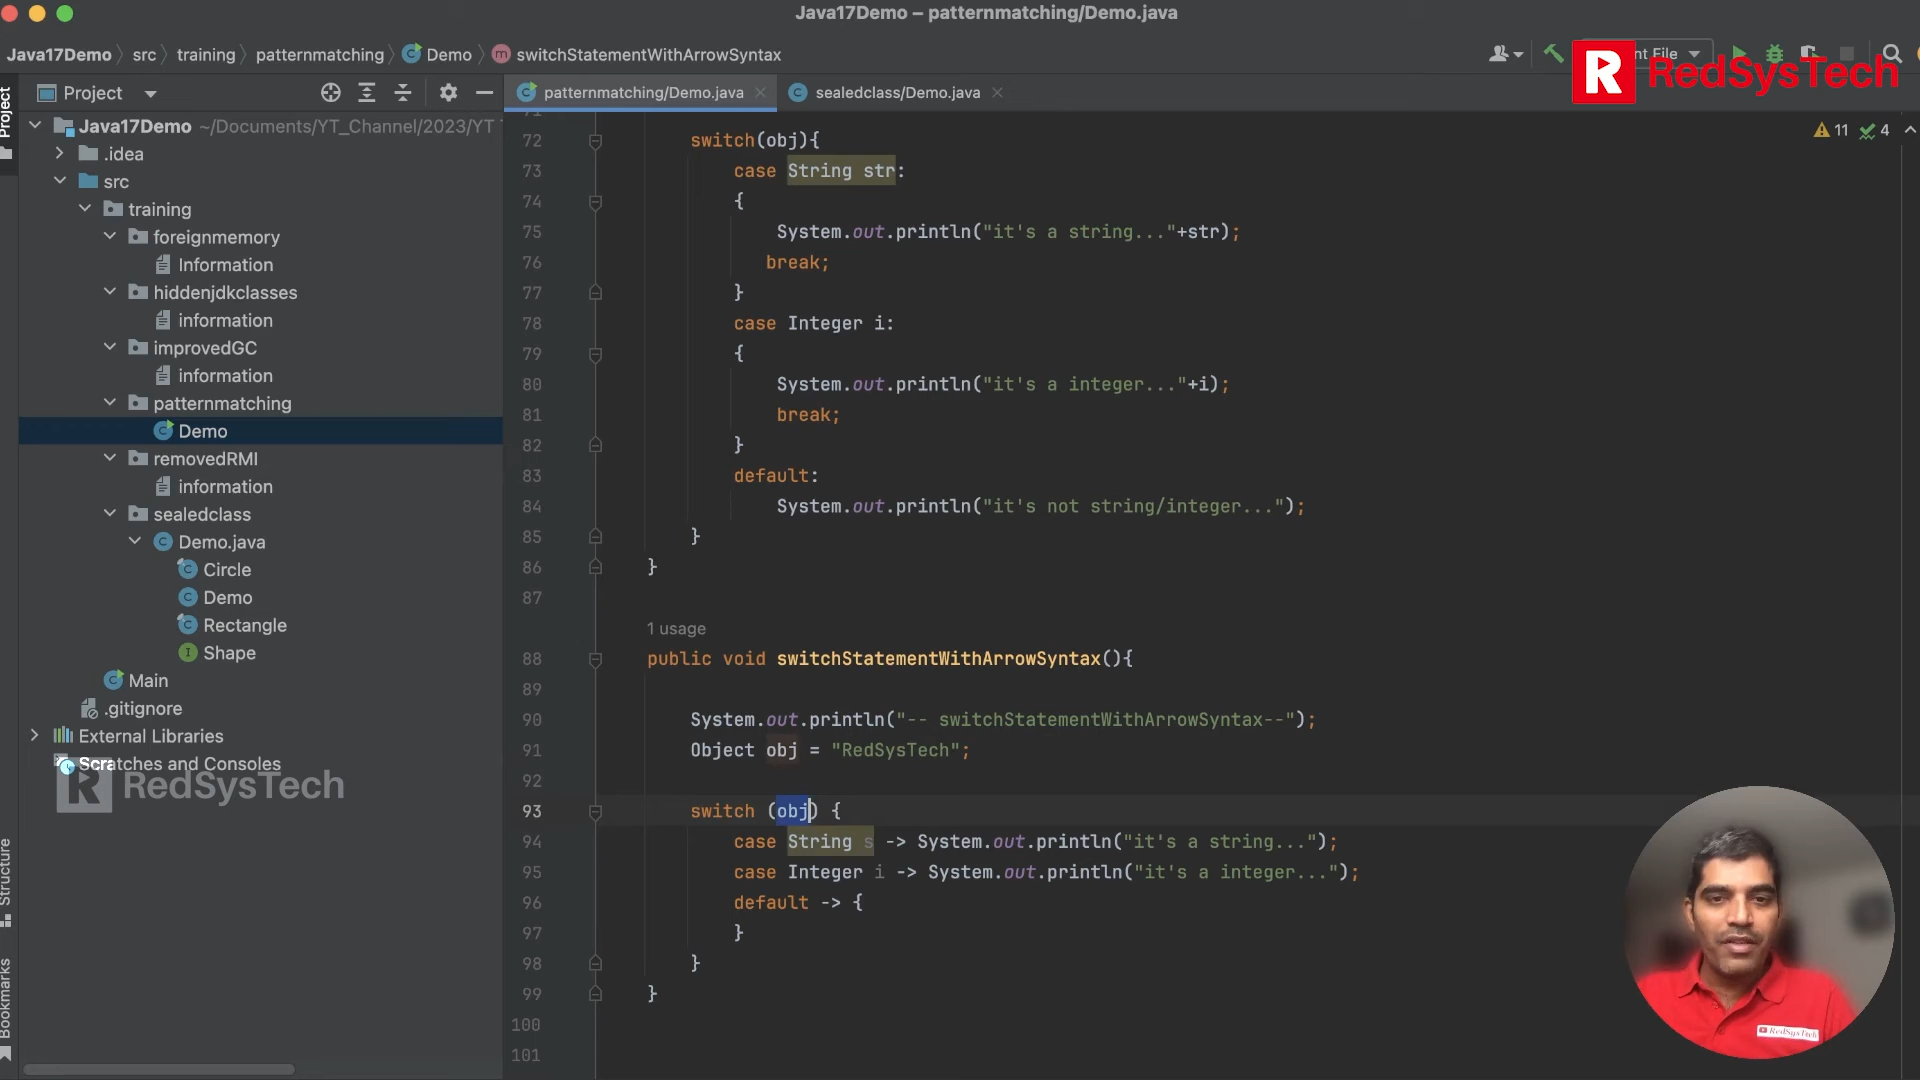 Java17Demo – patternmatching/Demo.java
Java17Demo src training patternmatching Demo m switchStatementWithArrowSyntax
nt File
RedSysTech
Project
Project
patternmatching/Demo.java
sealedclass/Demo.java
Java17Demo ~/Documents/YT_Channel/2023/YT
.idea
src
training
foreignmemory
Information
hiddenjdkclasses
information
improvedGC
information
patternmatching
Demo
removedRMI
information
sealedclass
Demo.java
Circle
Demo
Rectangle
Shape
Main
.gitignore
External Libraries
Scratches and Consoles
RedSysTech
Structure
Bookmarks
11 4
71
72 switch(obj){
73 case String str:
74 {
75 System.out.println("it's a string..."+str);
76 break;
77 }
78 case Integer i:
79 {
80 System.out.println("it's a integer..."+i);
81 break;
82 }
83 default:
84 System.out.println("it's not string/integer...");
85 }
86 }
87
1 usage
88 public void switchStatementWithArrowSyntax(){
89
90 System.out.println("-- switchStatementWithArrowSyntax--");
91 Object obj = "RedSysTech";
92
93 switch (obj) {
94 case String s -> System.out.println("it's a string...");
95 case Integer i -> System.out.println("it's a integer...");
96 default -> {
97 }
98 }
99 }
100
101
RedSysTech